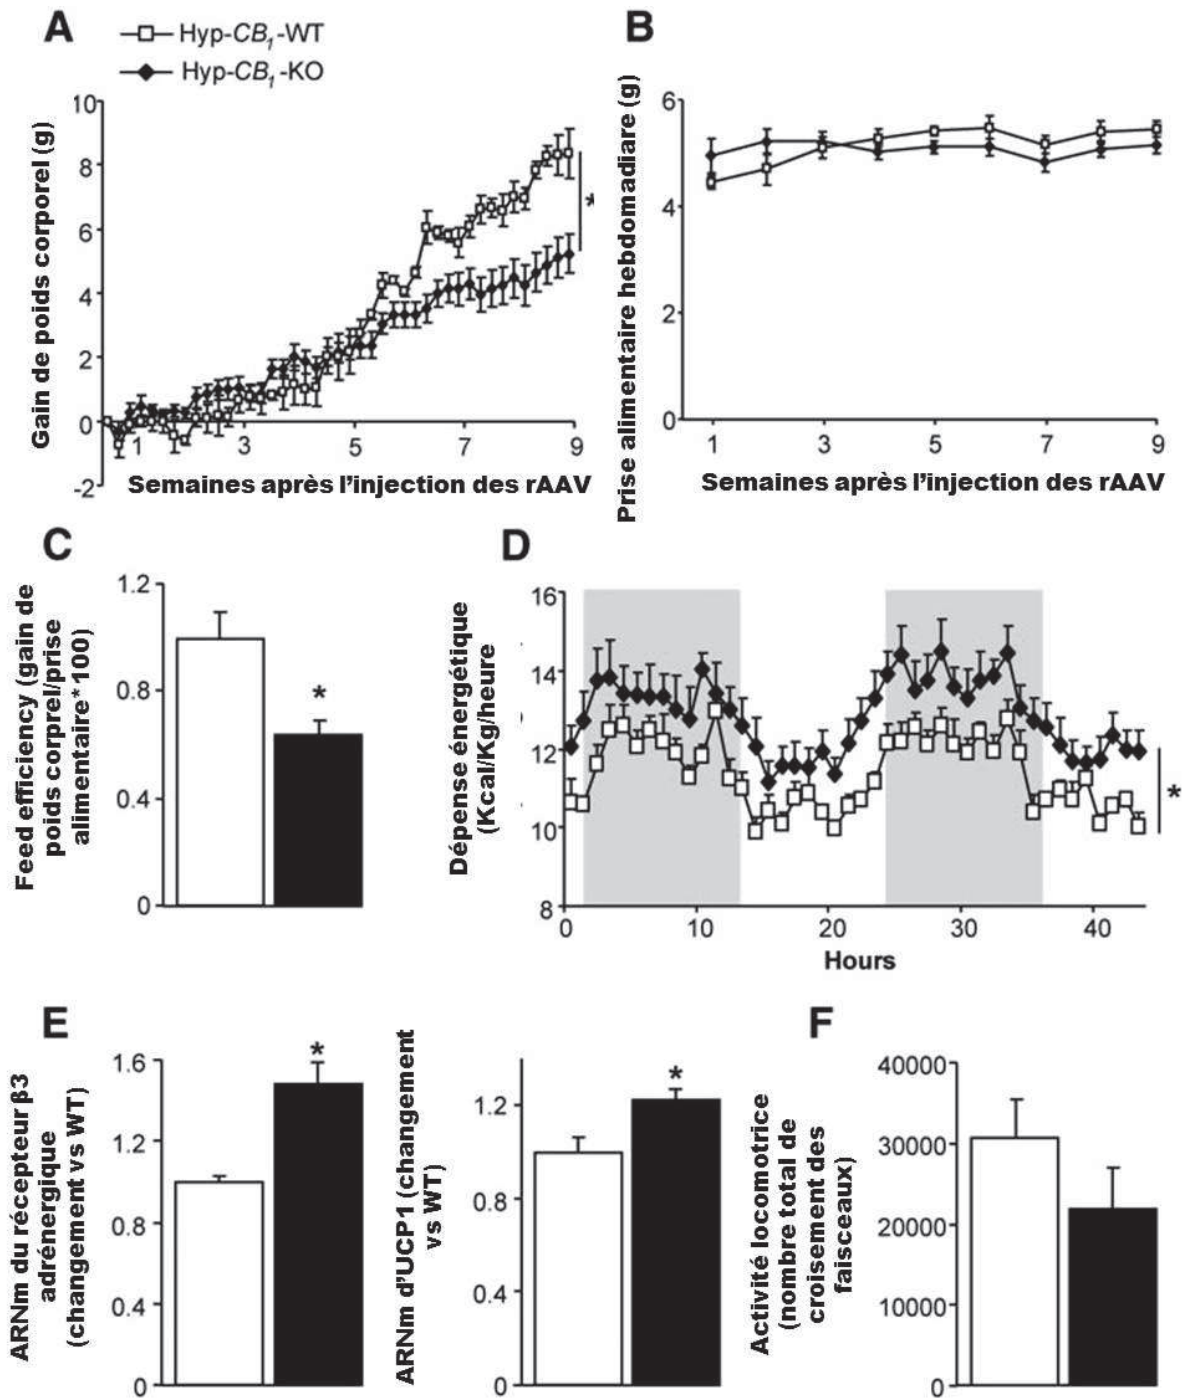 A
Hyp-CB₁-WT
Hyp-CB₁-KO
Gain de poids corporel (g)
10
8
6
4
2
0
-2
1
3
5
7
9
*
Semaines après l'injection des rAAV
B
Prise alimentaire hebdomadiare (g)
6
4
2
0
1
3
5
7
9
Semaines après l'injection des rAAV
C
Feed efficiency (gain de
poids corprel/prise
alimentaire*100)
1.2
0.8
0.4
0
*
D
Dépense énergétique
(Kcal/Kg/heure
16
14
12
10
8
0
10
20
30
40
*
Hours
E
ARNm du récepteur β3
adrénergique
(changement vs WT)
1.6
1.2
0.8
0.4
0
*
ARNm d'UCP1 (changement
vs WT)
1.2
0.8
0.4
0
*
F
Activité locomotrice
(nombre total de
croisement des
faisceaux)
40000
30000
20000
10000
0